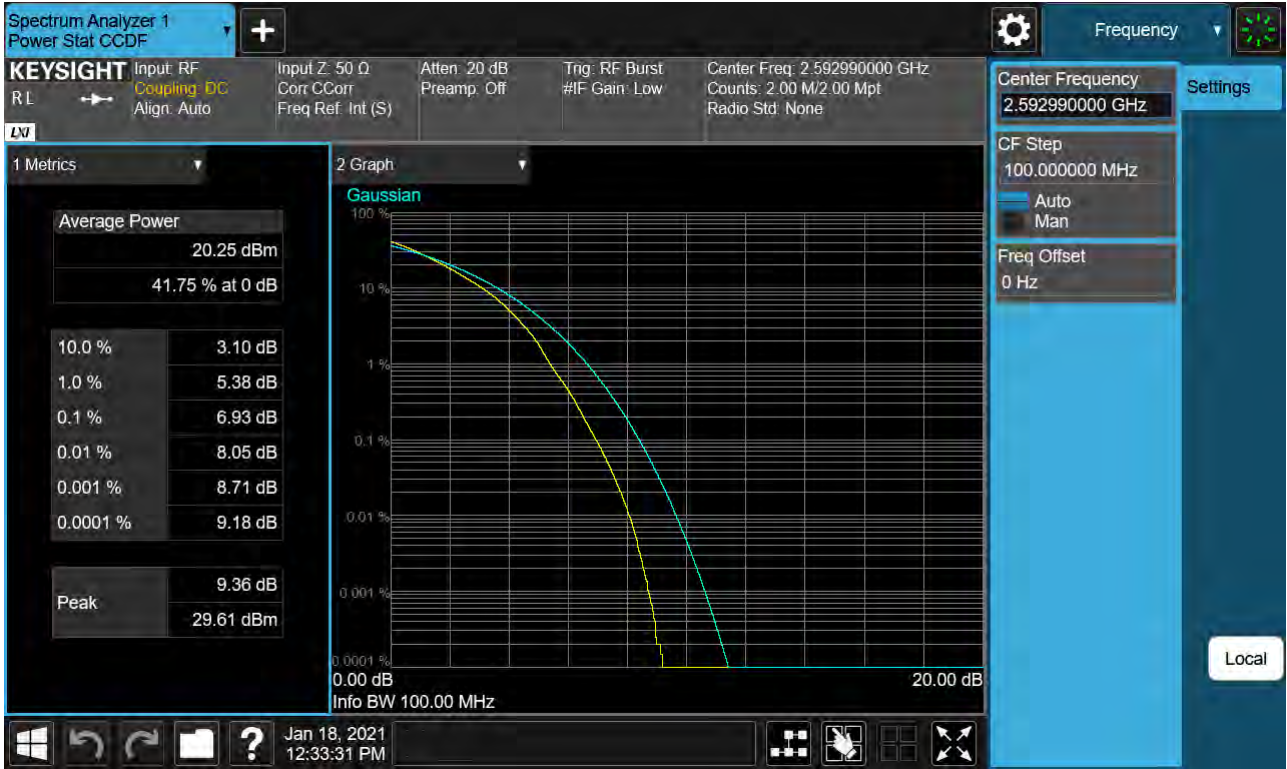 Spectrum Analyzer 1
Power Stat CCDF
Frequency
KEYSIGHT
R L
LXI
Input: RF
Coupling: DC
Align: Auto
Input Z: 50 Ω
Corr CCorr
Freq Ref: Int (S)
Atten: 20 dB
Preamp: Off
Trig: RF Burst
#IF Gain: Low
Center Freq: 2.592990000 GHz
Counts: 2.00 M/2.00 Mpt
Radio Std: None
Center Frequency
2.592990000 GHz
Settings
CF Step
100.000000 MHz
Auto
Man
Freq Offset
0 Hz
Local
1 Metrics
Average Power
20.25 dBm
41.75 % at 0 dB
10.0 % 3.10 dB
1.0 % 5.38 dB
0.1 % 6.93 dB
0.01 % 8.05 dB
0.001 % 8.71 dB
0.0001 % 9.18 dB
Peak
9.36 dB
29.61 dBm
2 Graph
Gaussian
100 %
10 %
1 %
0.1 %
0.01 %
0.001 %
0.0001 %
0.00 dB 20.00 dB
Info BW 100.00 MHz
?
Jan 18, 2021
12:33:31 PM